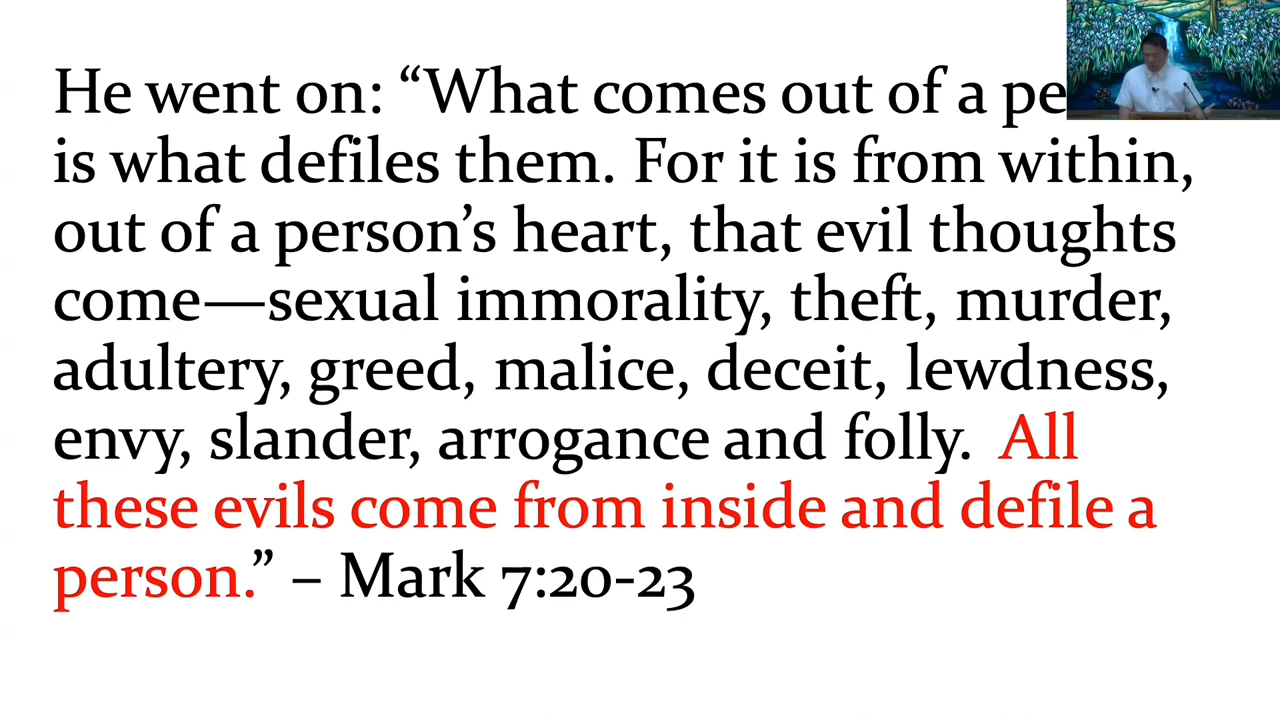 He went on: “What comes out of a
is what defiles them. For it is from within,
out of a person’s heart, that evil thoughts
come—sexual immorality, theft, murder,
adultery, greed, malice, deceit, lewdness,
envy, slander, arrogance and folly. All
these evils come from inside and defile a
person.” – Mark 7:20-23